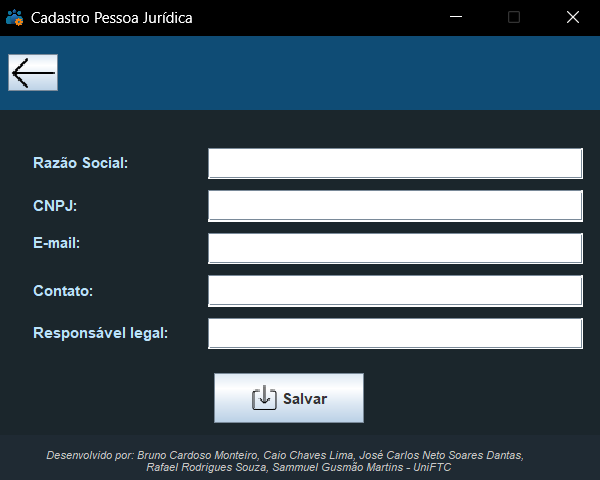 Cadastro Pessoa Jurídica
Razão Social:
CNPJ:
E-mail:
Contato:
Responsável legal:
Salvar
Desenvolvido por: Bruno Cardoso Monteiro, Caio Chaves Lima, José Carlos Neto Soares Dantas,
Rafael Rodrigues Souza, Sammuel Gusmão Martins - UniFTC